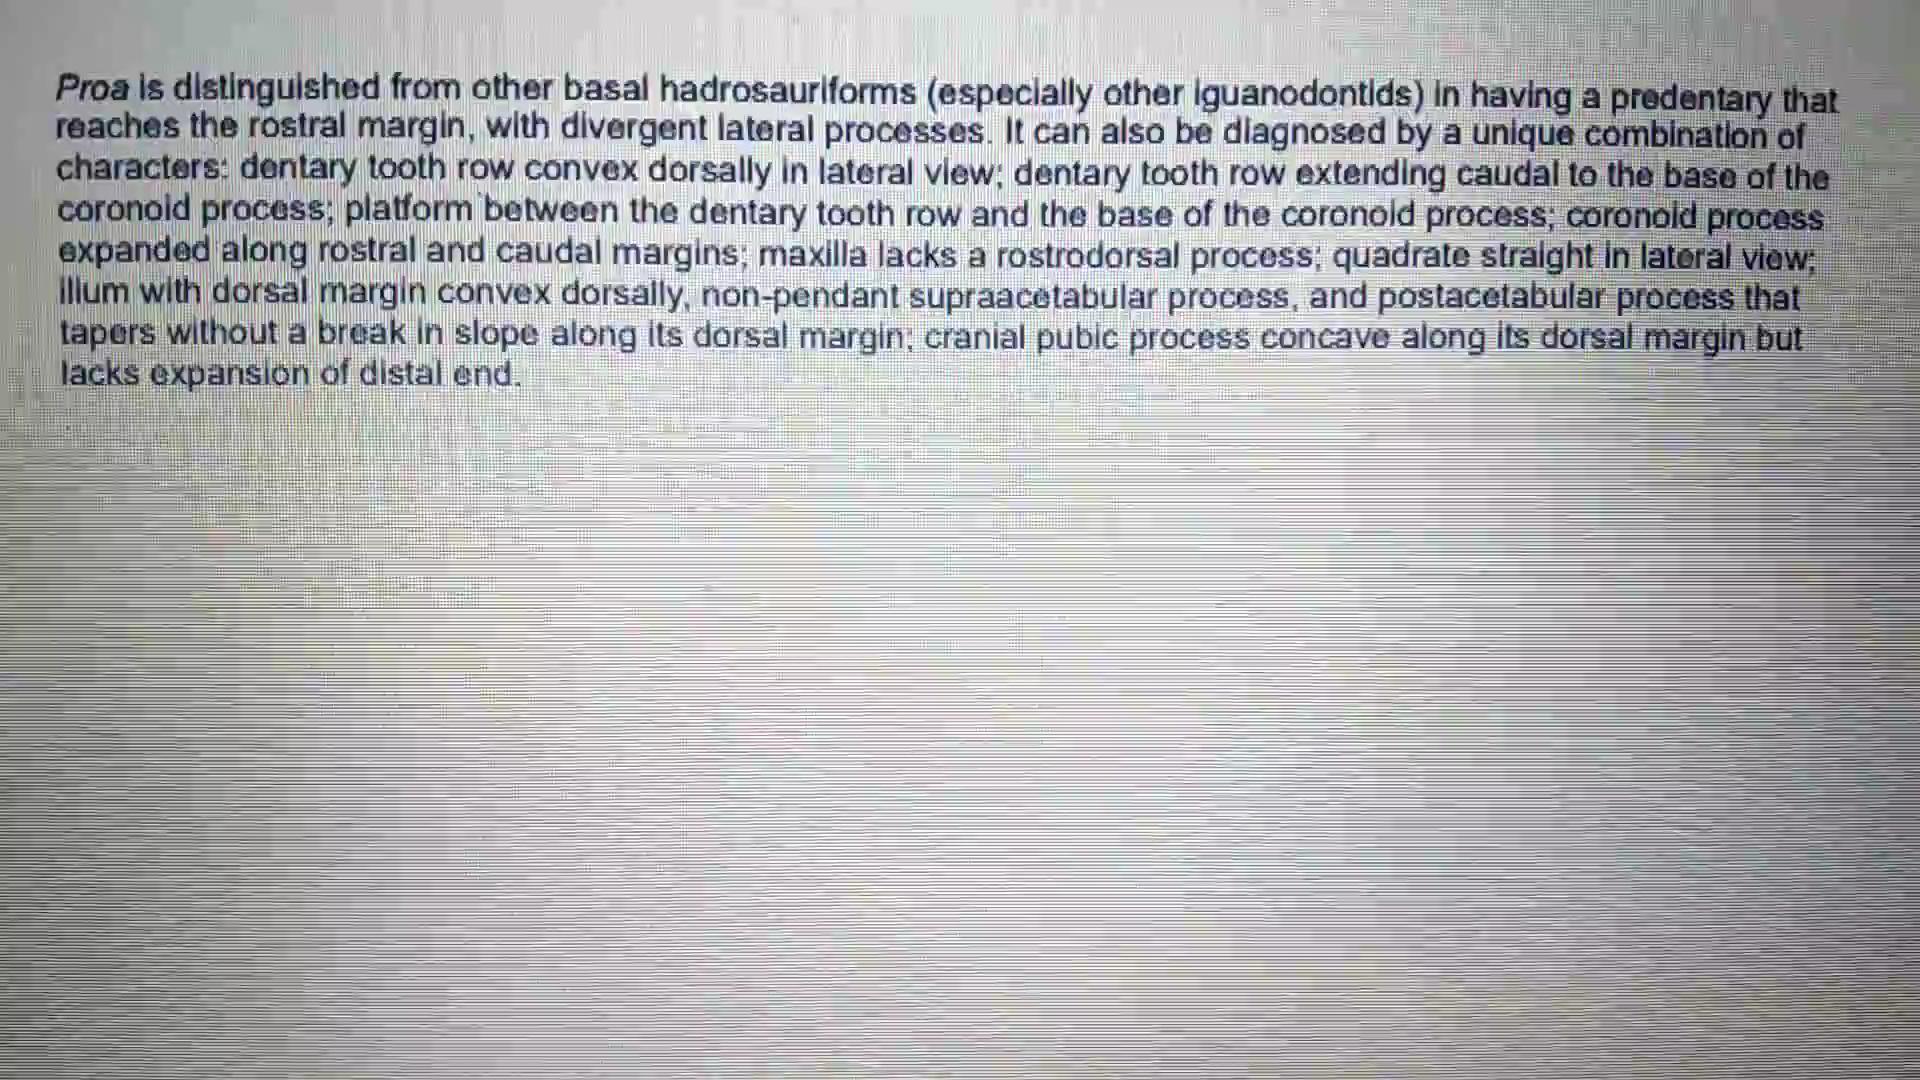 Proa is distinguished from other basal hadrosauriforms (especially other iguanodontids) in having a predentary that
reaches the rostral margin, with divergent lateral processes. It can also be diagnosed by a unique combination of
characters: dentary tooth row convex dorsally in lateral view; dentary tooth row extending caudal to the base of the
coronoid process; platform between the dentary tooth row and the base of the coronoid process; coronoid process
expanded along rostral and caudal margins; maxilla lacks a rostrodorsal process; quadrate straight in lateral view;
ilium with dorsal margin convex dorsally, non-pendant supraacetabular process, and postacetabular process that
tapers without a break in slope along its dorsal margin; cranial pubic process concave along its dorsal margin but
lacks expansion of distal end.